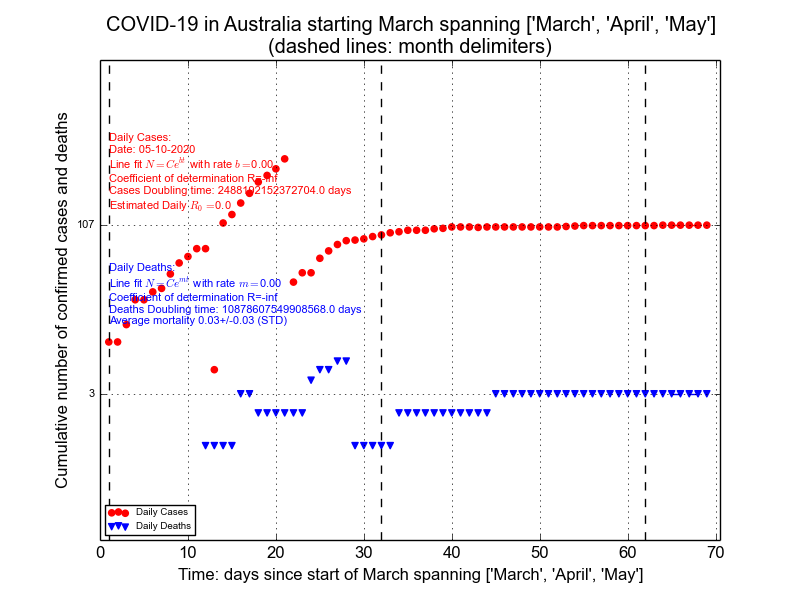 COVID-19 in Australia starting March spanning ['March', 'April', 'May']
(dashed lines: month delimiters)
Cumulative number of confirmed cases and deaths
107
3
Daily Cases:
Date: 05-10-2020
Line fit N = Ce^{bt} with rate b =0.00
Coefficient of determination R=-inf
Cases Doubling time: 2488192152372704.0 days
Estimated Daily R_0 =0.0
Daily Deaths:
Line fit N = Ce^{mt} with rate m =0.00
Coefficient of determination R=-inf
Deaths Doubling time: 10878607549908568.0 days
Average mortality 0.03+/-0.03 (STD)
Daily Cases
Daily Deaths
0 10 20 30 40 50 60 70
Time: days since start of March spanning ['March', 'April', 'May']